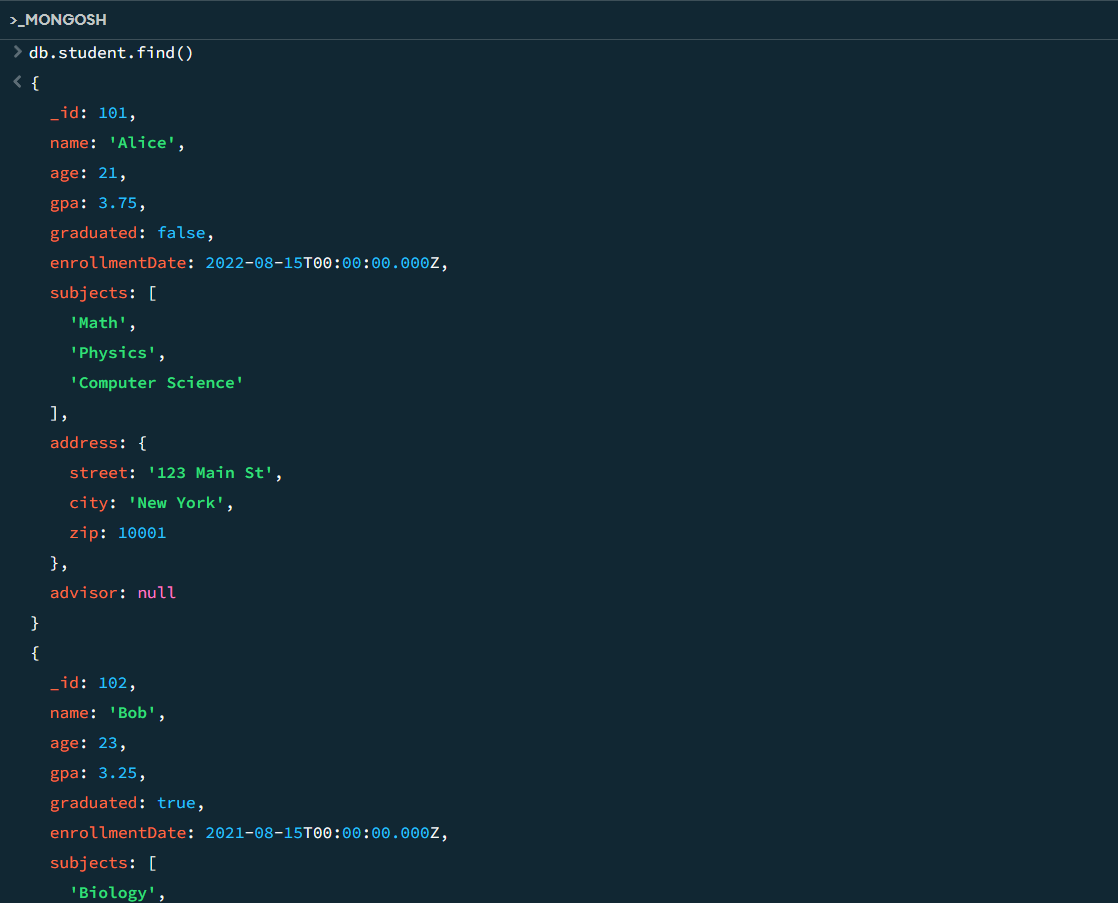 >_MONGOSH
> db.student.find()
< {
    _id: 101,
    name: 'Alice',
    age: 21,
    gpa: 3.75,
    graduated: false,
    enrollmentDate: 2022-08-15T00:00:00.000Z,
    subjects: [
      'Math',
      'Physics',
      'Computer Science'
    ],
    address: {
      street: '123 Main St',
      city: 'New York',
      zip: 10001
    },
    advisor: null
  }
  {
    _id: 102,
    name: 'Bob',
    age: 23,
    gpa: 3.25,
    graduated: true,
    enrollmentDate: 2021-08-15T00:00:00.000Z,
    subjects: [
      'Biology',